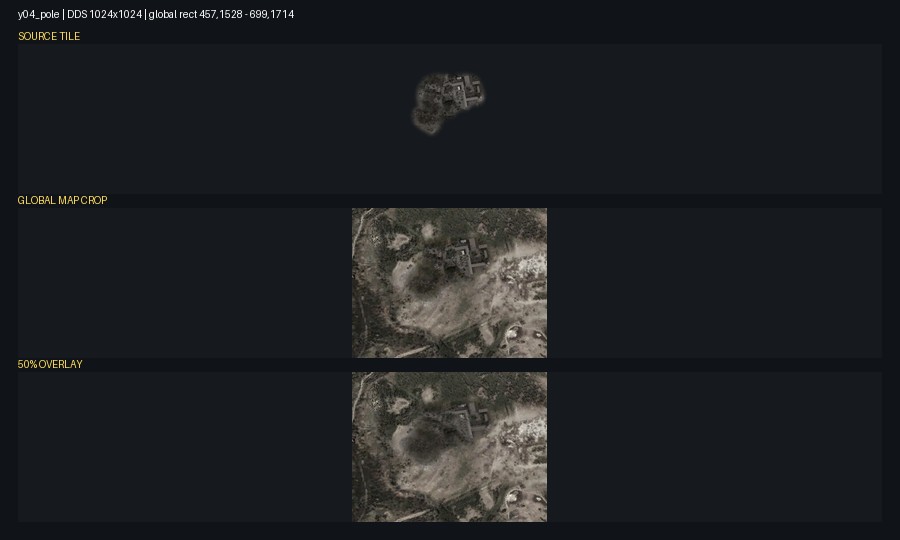 y04_pole | DDS 1024x1024 | global rect 457,1528 - 699,1714
SOURCE TILE
GLOBAL MAP CROP
50% OVERLAY